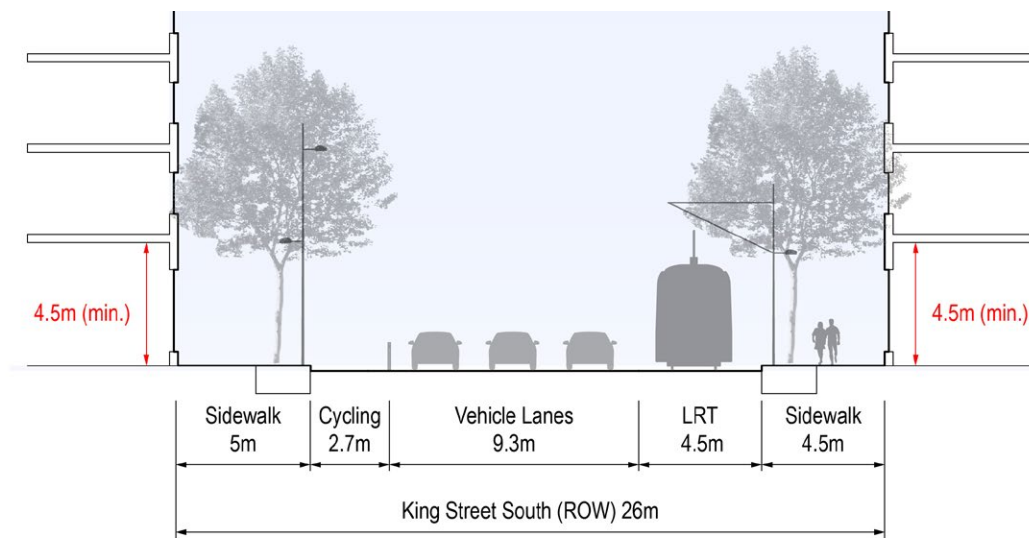 4.5m (min.)
4.5m (min.)
Sidewalk
5m
Cycling
2.7m
Vehicle Lanes
9.3m
LRT
4.5m
Sidewalk
4.5m
King Street South (ROW) 26m